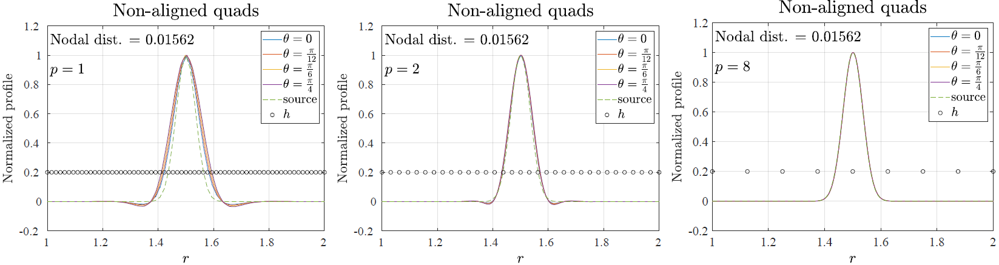 Non-aligned quads
Nodal dist. = 0.01562
p = 1
θ = 0
θ = π/12
θ = π/6
θ = π/4
source
h
1.2
1
0.8
0.6
0.4
0.2
0
-0.2
1
1.2
1.4
1.6
1.8
2
Normalized profile
r
Non-aligned quads
Nodal dist. = 0.01562
p = 2
θ = 0
θ = π/12
θ = π/6
θ = π/4
source
h
1.2
1
0.8
0.6
0.4
0.2
0
-0.2
1
1.2
1.4
1.6
1.8
2
Normalized profile
r
Non-aligned quads
Nodal dist. = 0.01562
p = 8
θ = 0
θ = π/12
θ = π/6
θ = π/4
source
h
1.2
1
0.8
0.6
0.4
0.2
0
-0.2
1
1.2
1.4
1.6
1.8
2
Normalized profile
r